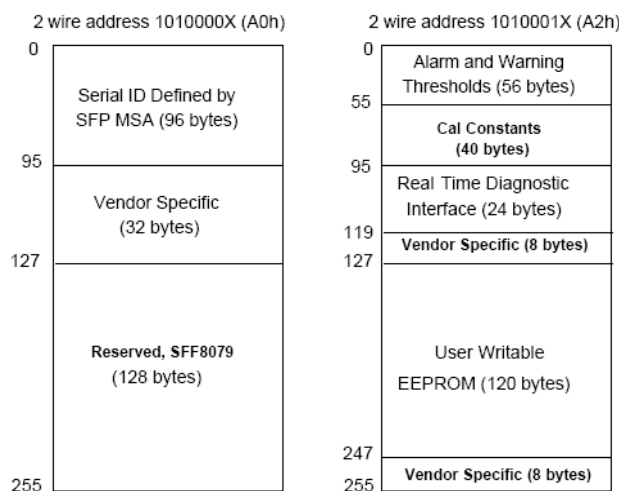 2 wire address 1010000X (A0h)
0
Serial ID Defined by
SFP MSA (96 bytes)
95
Vendor Specific
(32 bytes)
127
Reserved, SFF8079
(128 bytes)
255
2 wire address 1010001X (A2h)
0
Alarm and Warning
Thresholds (56 bytes)
55
Cal Constants
(40 bytes)
95
Real Time Diagnostic
Interface (24 bytes)
119
Vendor Specific (8 bytes)
127
User Writable
EEPROM (120 bytes)
247
Vendor Specific (8 bytes)
255